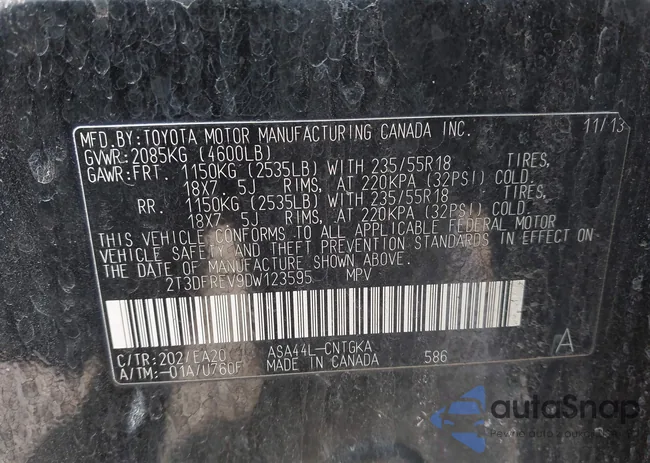 MFD.BY:TOYOTA MOTOR MANUFACTURING CANADA INC. 11/13
GVWR:2085KG (4600LB)
GAWR:FRT. 1150KG (2535LB) WITH 235/55R18 TIRES,
18X7.5J RIMS, AT 220KPA (32PSI) COLD.
RR. 1150KG (2535LB) WITH 235/55R18 TIRES,
18X7.5J RIMS, AT 220KPA (32PSI) COLD.
THIS VEHICLE CONFORMS TO ALL APPLICABLE FEDERAL MOTOR
VEHICLE SAFETY AND THEFT PREVENTION STANDARDS IN EFFECT ON
THE DATE OF MANUFACTURE SHOWN ABOVE.
2T3DFREV9DW123595 MPV
C/TR:202/EA20 ASA44L-CNTGKA A
A/TM:-01A/U760F MADE IN CANADA 586
autoSnap